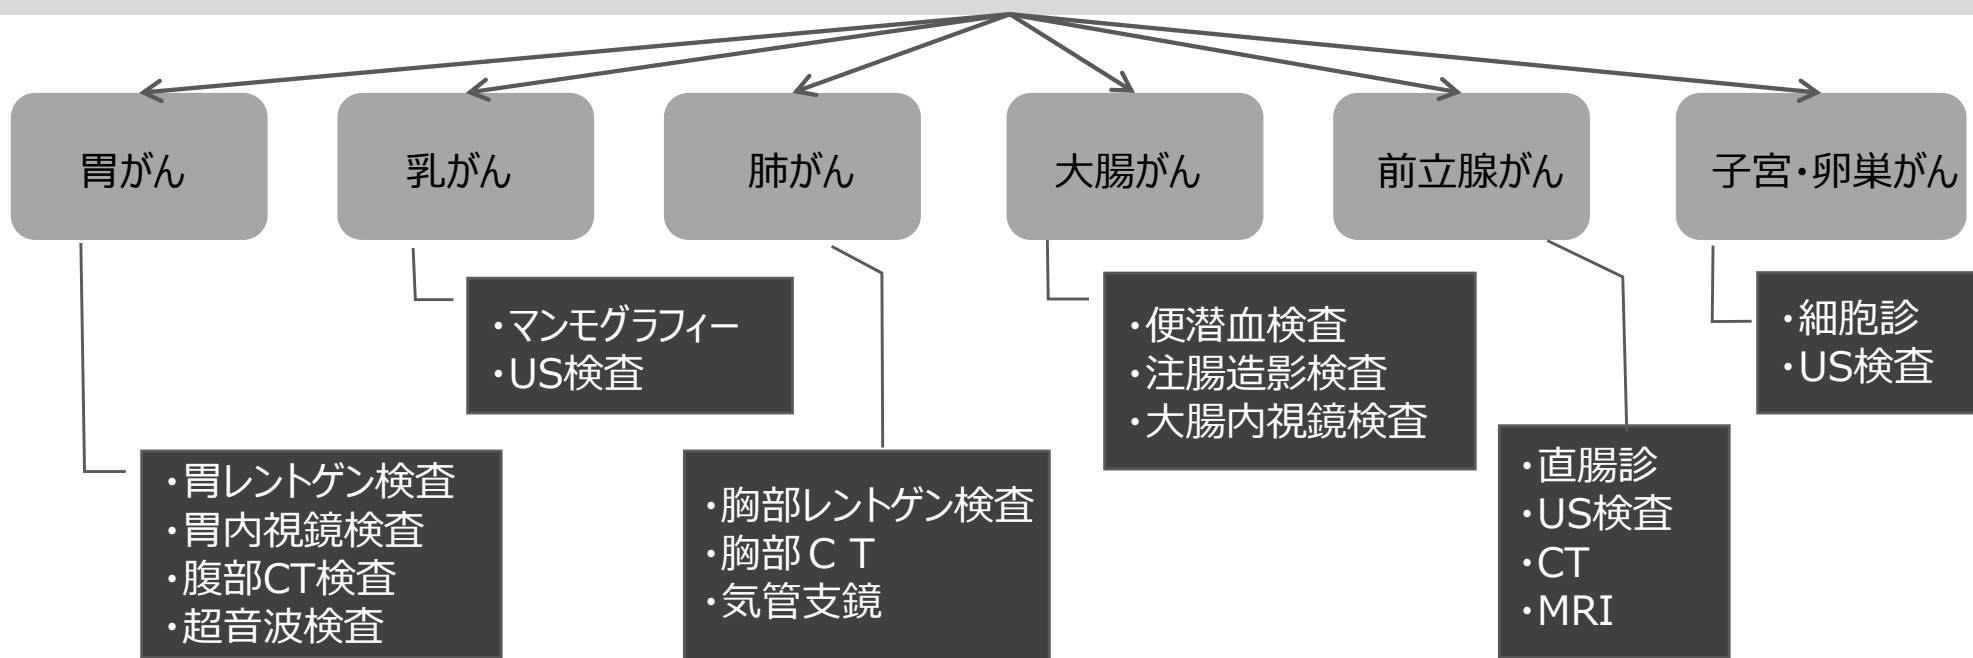 胃がん
乳がん
肺がん
大腸がん
前立腺がん
子宮・卵巣がん
・胃レントゲン検査
・胃内視鏡検査
・腹部CT検査
・超音波検査
・マンモグラフィー
・US検査
・胸部レントゲン検査
・胸部ＣＴ
・気管支鏡
・便潜血検査
・注腸造影検査
・大腸内視鏡検査
・直腸診
・US検査
・CT
・MRI
・細胞診
・US検査